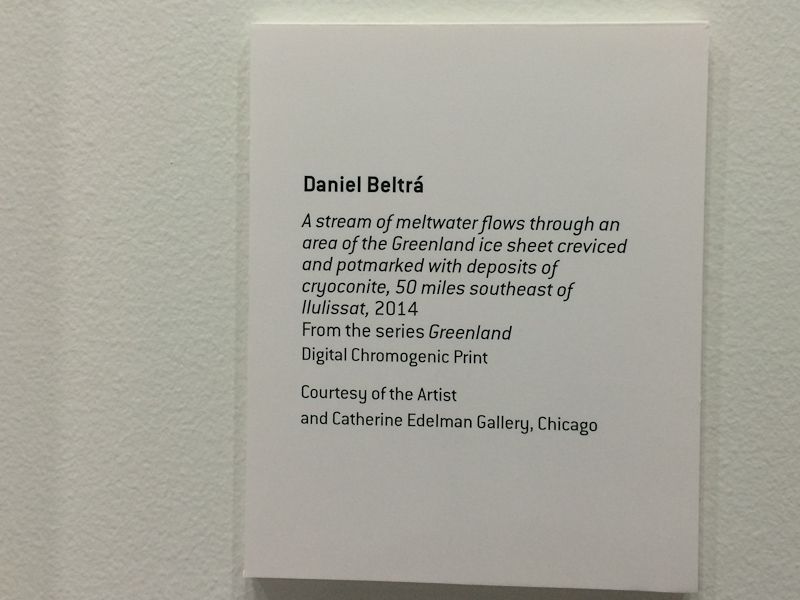 Daniel Beltrá
A stream of meltwater flows through an
area of the Greenland ice sheet creviced
and potmarked with deposits of
cryoconite, 50 miles southeast of
Ilulissat, 2014
From the series Greenland
Digital Chromogenic Print
Courtesy of the Artist
and Catherine Edelman Gallery, Chicago